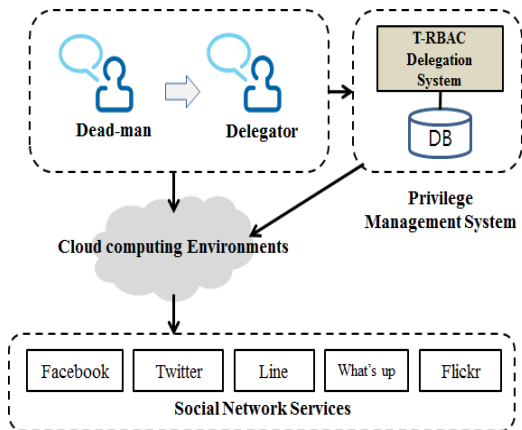 T-RBAC
Delegation
System
Dead-man
Delegator
DB
Privilege
Management System
Cloud computing Environments
Facebook
Twitter
Line
What's up
Flickr
Social Network Services